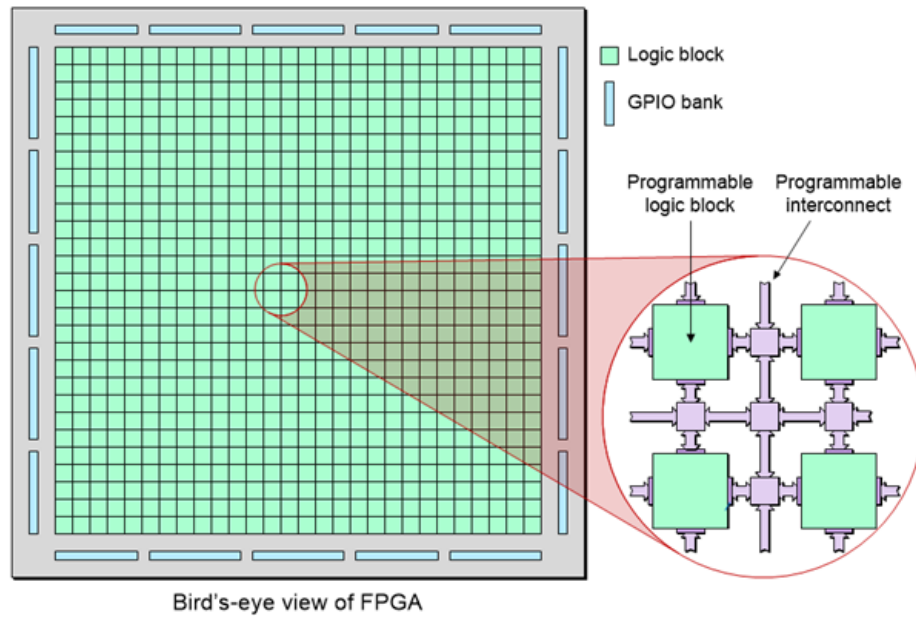 Logic block
GPIO bank
Programmable
logic block
Programmable
interconnect
Bird's-eye view of FPGA